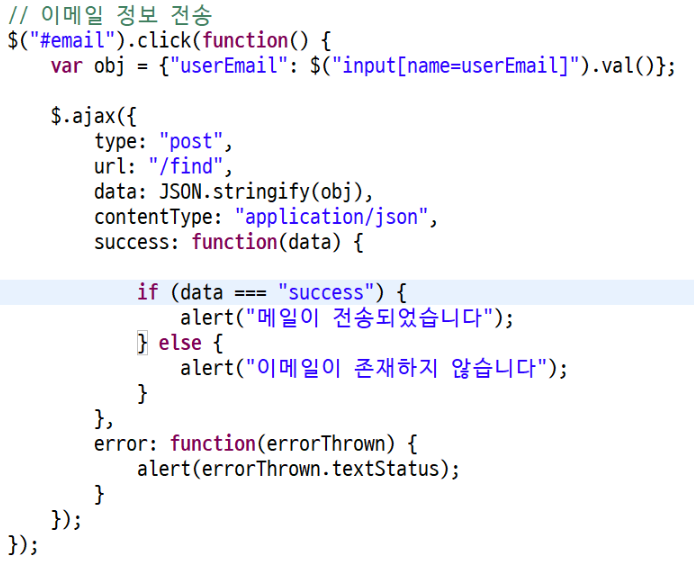 // 이메일 정보 전송
$("#email").click(function() {
    var obj = {"userEmail": $("input[name=userEmail]").val()};

    $.ajax({
        type: "post",
        url: "/find",
        data: JSON.stringify(obj),
        contentType: "application/json",
        success: function(data) {

            if (data === "success") {
                alert("메일이 전송되었습니다");
            } else {
                alert("이메일이 존재하지 않습니다");
            }
        },
        error: function(errorThrown) {
            alert(errorThrown.textStatus);
        }
    });
});